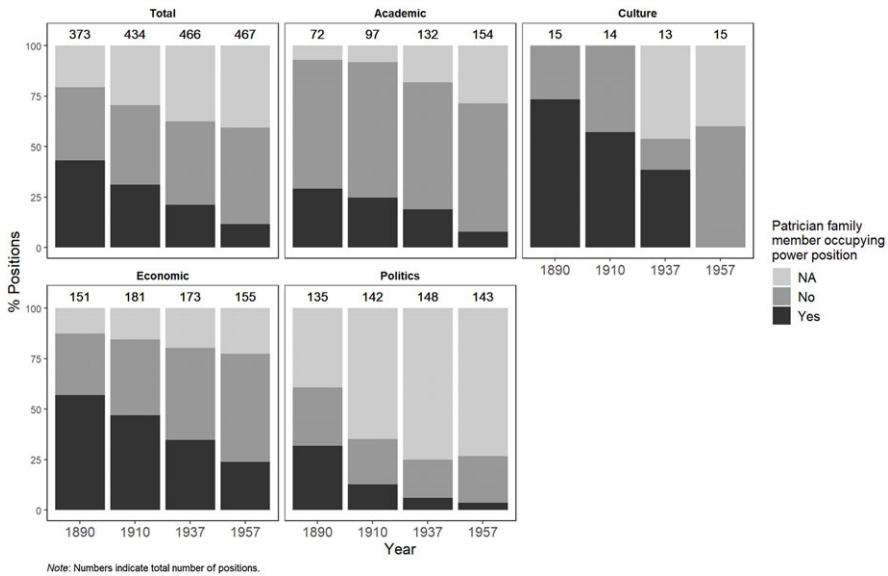 Total
Academic
Culture
373 434 466 467
72 97 132 154
15 14 13 15
100
75
50
25
0
1890 1910 1937 1957
% Positions
Economic
Politics
151 181 173 155
135 142 148 143
100
75
50
25
0
1890 1910 1937 1957
1890 1910 1937 1957
Year
Patrician family
member occupying
power position
NA
No
Yes
Note: Numbers indicate total number of positions.